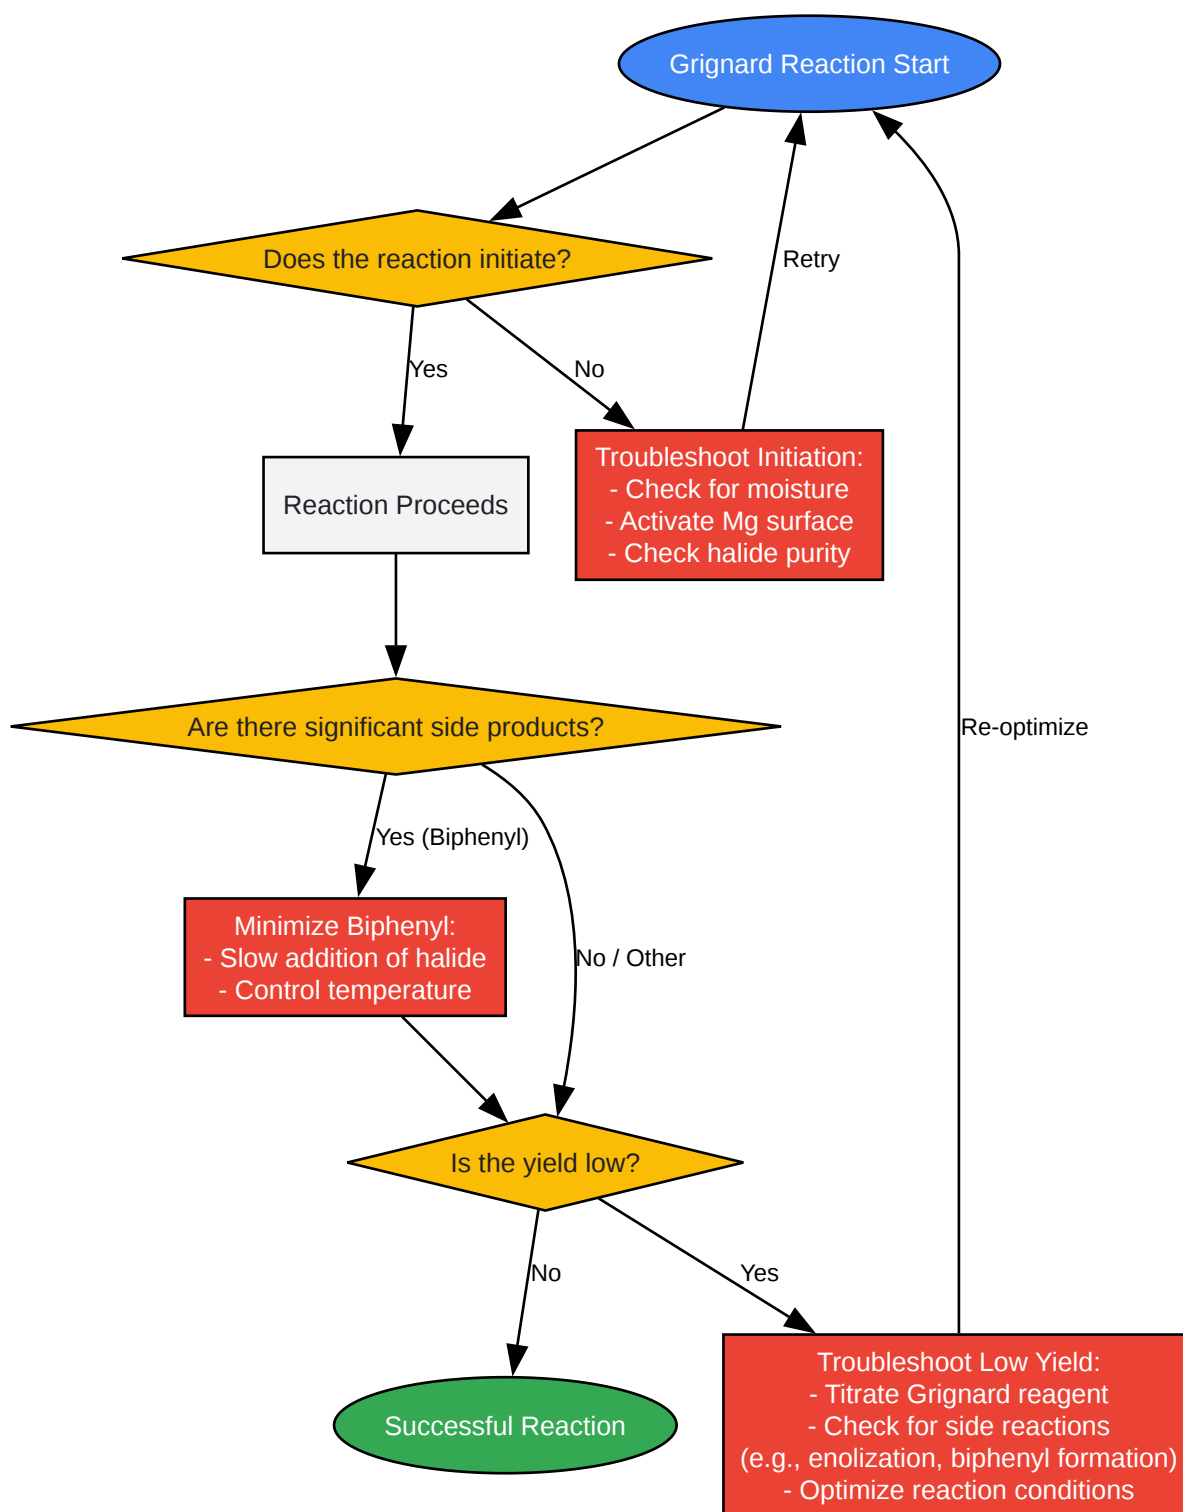 Grignard Reaction Start
Does the reaction initiate?
Retry
Yes
No
Troubleshoot Initiation:
- Check for moisture
- Activate Mg surface
- Check halide purity
Reaction Proceeds
Are there significant side products?
Re-optimize
Yes (Biphenyl)
Minimize Biphenyl:
- Slow addition of halide
- Control temperature
No / Other
Is the yield low?
No
Yes
Successful Reaction
Troubleshoot Low Yield:
- Titrate Grignard reagent
- Check for side reactions
(e.g., enolization, biphenyl formation)
- Optimize reaction conditions